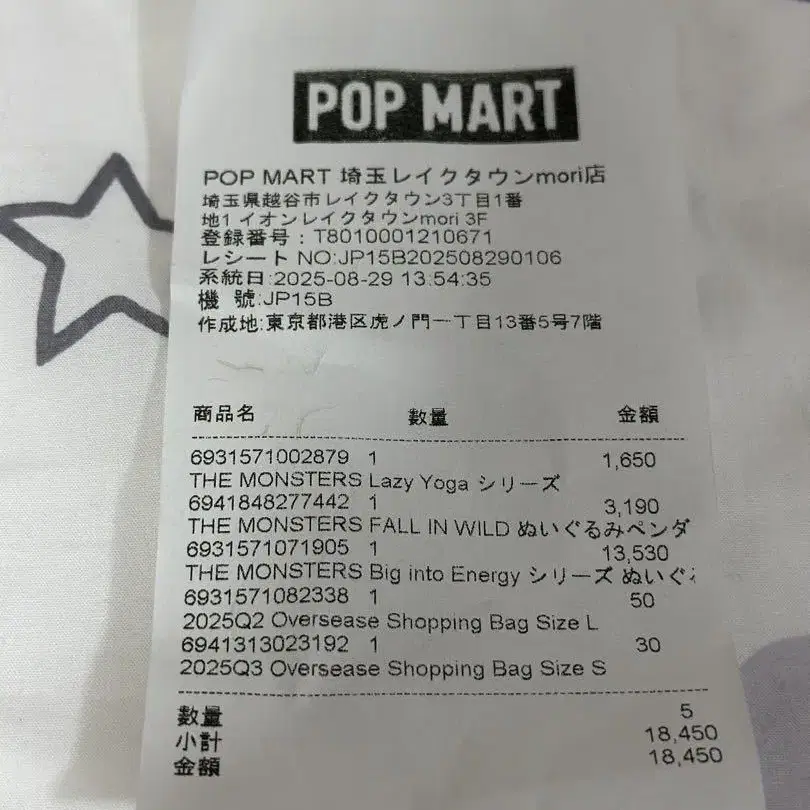 POP MART
POP MART 埼玉レイクタウンmori店
埼玉県越谷市レイクタウン3丁目1番
地1 イオンレイクタウンmori 3F
登録番号：T8010001210671
レシート NO:JP15B202508290106
系統日:2025-08-29 13:54:35
機 號:JP15B
作成地:東京都港区虎ノ門一丁目13番5号7階
商品名 数量 金額
6931571002879 1 1,650
THE MONSTERS Lazy Yoga シリーズ
6941848277442 1 3,190
THE MONSTERS FALL IN WILD ぬいぐるみペンダ
6931571071905 1 13,530
THE MONSTERS Big into Energy シリーズ ぬいぐ
6931571082338 1 50
2025Q2 Oversease Shopping Bag Size L
6941313023192 1 30
2025Q3 Oversease Shopping Bag Size S
数量 5
小計 18,450
金額 18,450